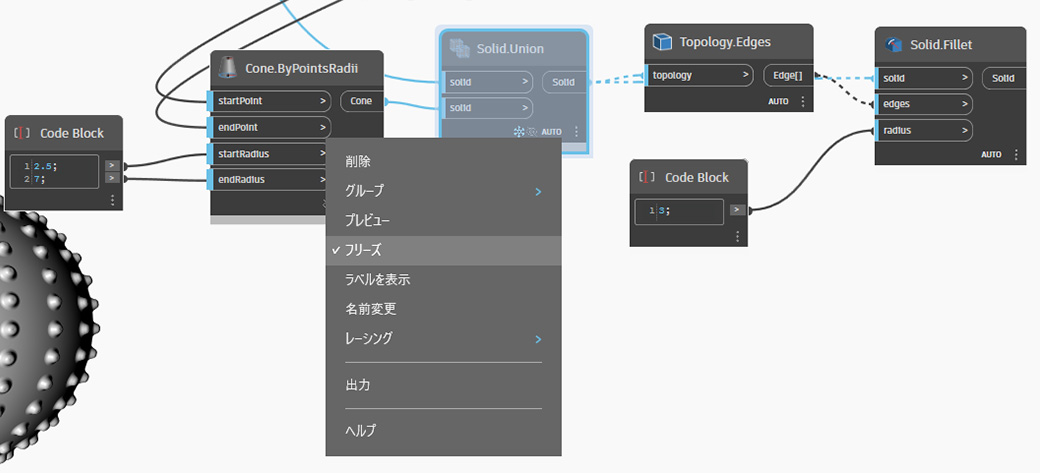 Code Block
1 2.5;
2 7;
>
>
Cone.ByPointsRadii
startPoint >
Cone
endPoint >
startRadius >
endRadius >
Solid.Union
solid >
Solid
solid >
AUTO
Topology.Edges
topology >
Edge[]
AUTO
Solid.Fillet
solid >
Solid
edges >
radius >
AUTO
Code Block
1 3;
>
削除
グループ >
プレビュー
✓ フリーズ
ラベルを表示
名前変更
レーシング >
出力
ヘルプ